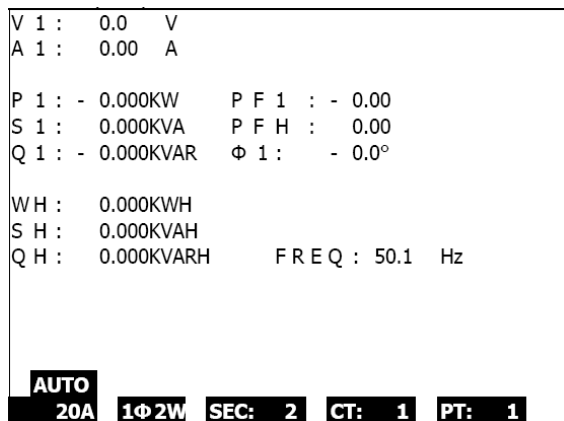 V 1 : 0.0 V
A 1 : 0.00 A
P 1 : - 0.000KW P F 1 : - 0.00
S 1 : 0.000KVA P F H : 0.00
Q 1 : - 0.000KVAR Φ 1 : - 0.0°
W H : 0.000KWH
S H : 0.000KVAH
Q H : 0.000KVARH F R E Q : 50.1 Hz
AUTO
20A 1Φ2W SEC: 2 CT: 1 PT: 1